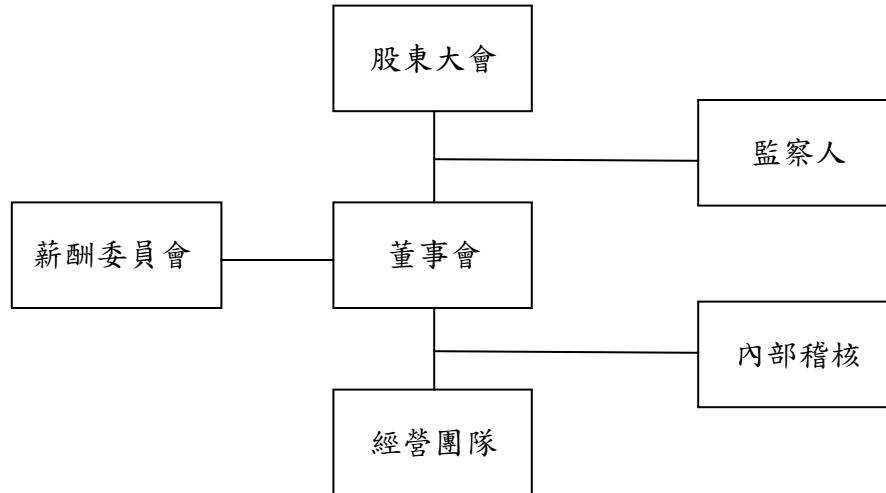 股東大會
監察人
薪酬委員會
董事會
內部稽核
經營團隊